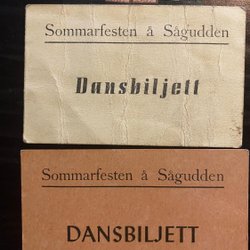 Sommarfesten å Sågudden
Dansbiljett
Sommarfesten å Sågudden
DANSBILJETT